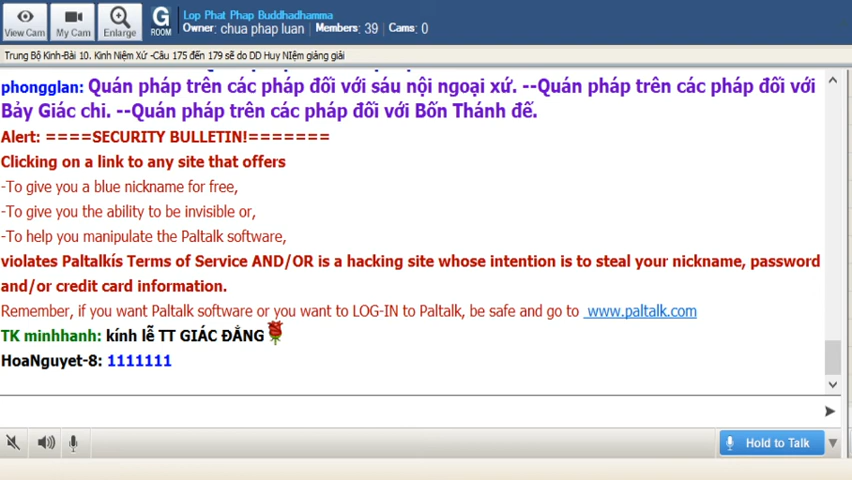 Lop Phat Phap Buddhadhamma
Owner: chua phap luan | Members: 39 | Cams: 0
View Cam My Cam Enlarge G ROOM
Trung Bộ Kinh-Bài 10. Kinh Niệm Xứ -Câu 175 đến 179 sẽ do DD Huy NIệm giảng giải
phongglan: Quán pháp trên các pháp đối với sáu nội ngoại xứ. --Quán pháp trên các pháp đối với
Bảy Giác chi. --Quán pháp trên các pháp đối với Bốn Thánh đế.
Alert: ====SECURITY BULLETIN!=======
Clicking on a link to any site that offers
-To give you a blue nickname for free,
-To give you the ability to be invisible or,
-To help you manipulate the Paltalk software,
violates Paltalkís Terms of Service AND/OR is a hacking site whose intention is to steal your nickname, password
and/or credit card information.
Remember, if you want Paltalk software or you want to LOG-IN to Paltalk, be safe and go to www.paltalk.com
TK minhhanh: kính lễ TT GIÁC ĐẲNG
HoaNguyet-8: 1111111
Hold to Talk